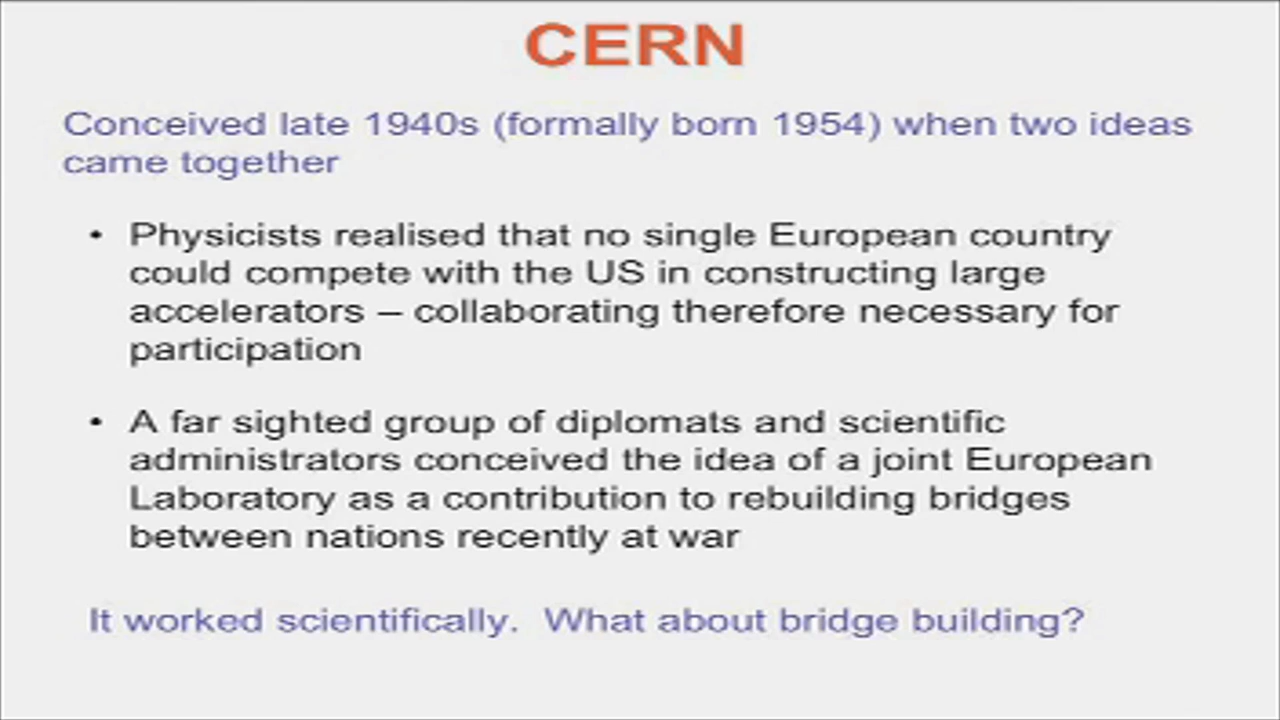 CERN
Conceived late 1940s (formally born 1954) when two ideas
came together
• Physicists realised that no single European country
could compete with the US in constructing large
accelerators – collaborating therefore necessary for
participation
• A far sighted group of diplomats and scientific
administrators conceived the idea of a joint European
Laboratory as a contribution to rebuilding bridges
between nations recently at war
It worked scientifically.  What about bridge building?